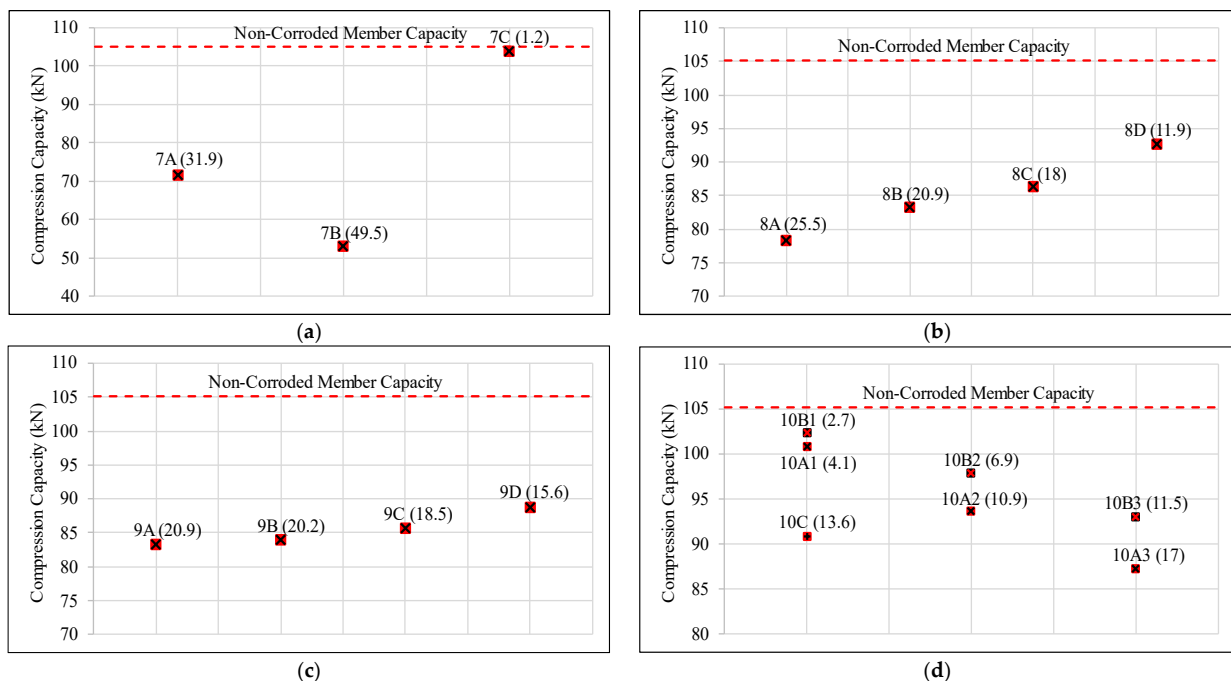 110
100
90
80
70
60
50
40
Compression Capacity (kN)
Non-Corroded Member Capacity
7C (1.2)
7A (31.9)
7B (49.5)
(a)
110
105
100
95
90
85
80
75
70
Compression Capacity (kN)
Non-Corroded Member Capacity
8D (11.9)
8C (18)
8B (20.9)
8A (25.5)
(b)
110
105
100
95
90
85
80
75
70
Compression Capacity (kN)
Non-Corroded Member Capacity
9A (20.9)
9B (20.2)
9C (18.5)
9D (15.6)
(c)
110
105
100
95
90
85
80
Compression Capacity (kN)
Non-Corroded Member Capacity
10B1 (2.7)
10A1 (4.1)
10B2 (6.9)
10A2 (10.9)
10C (13.6)
10B3 (11.5)
10A3 (17)
(d)